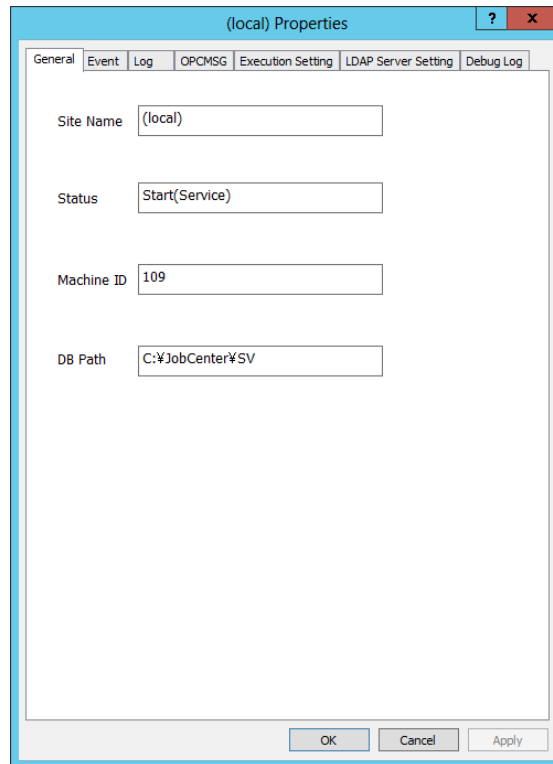 (local) Properties
? x
General Event Log OPCMSG Execution Setting LDAP Server Setting Debug Log
Site Name (local)
Status Start(Service)
Machine ID 109
DB Path C:¥JobCenter¥SV
OK Cancel Apply